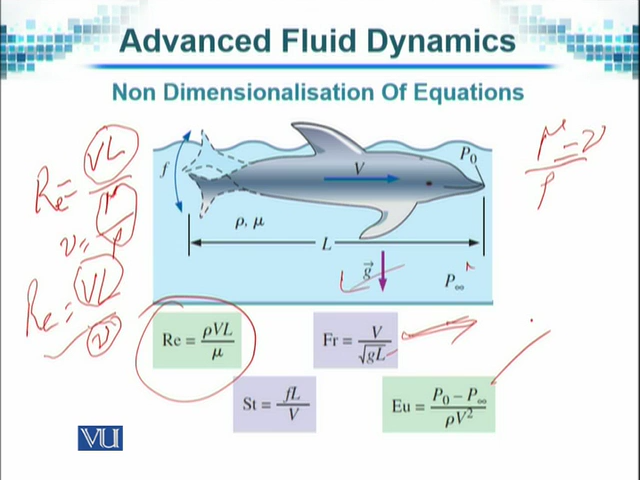 Advanced Fluid Dynamics
Non Dimensionalisation Of Equations
f
V
P₀
ρ, μ
L
g⃗
P∞
Re = VL / (μ/ρ)
ν = μ/ρ
Re = VL / ν
μ/ρ = ν
Re = ρVL / μ
Fr = V / √gL
St = fL / V
Eu = (P₀ − P∞) / ρV²
VU